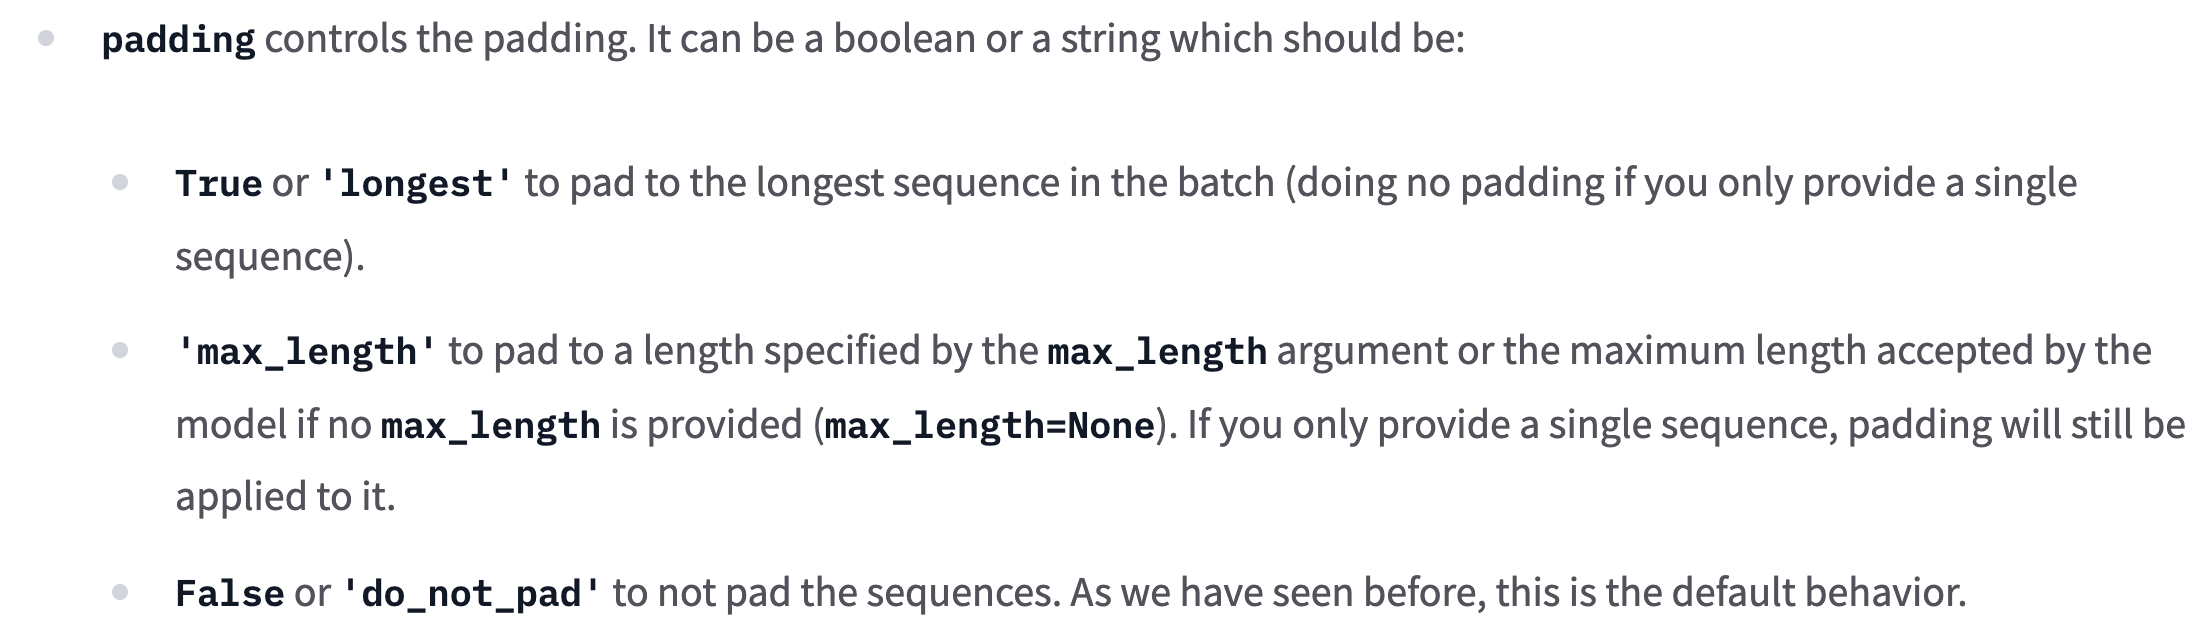 padding controls the padding. It can be a boolean or a string which should be:
True or 'longest' to pad to the longest sequence in the batch (doing no padding if you only provide a single
sequence).
'max_length' to pad to a length specified by the max_length argument or the maximum length accepted by the
model if no max_length is provided (max_length=None). If you only provide a single sequence, padding will still be
applied to it.
False or 'do_not_pad' to not pad the sequences. As we have seen before, this is the default behavior.